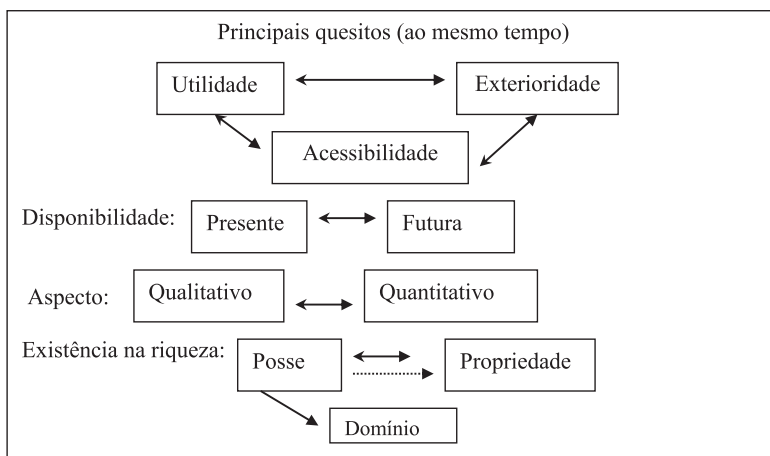 Principais quesitos (ao mesmo tempo)
Utilidade Exterioridade
Acessibilidade
Disponibilidade: Presente Futura
Aspecto: Qualitativo Quantitativo
Existência na riqueza: Posse Propriedade
Domínio